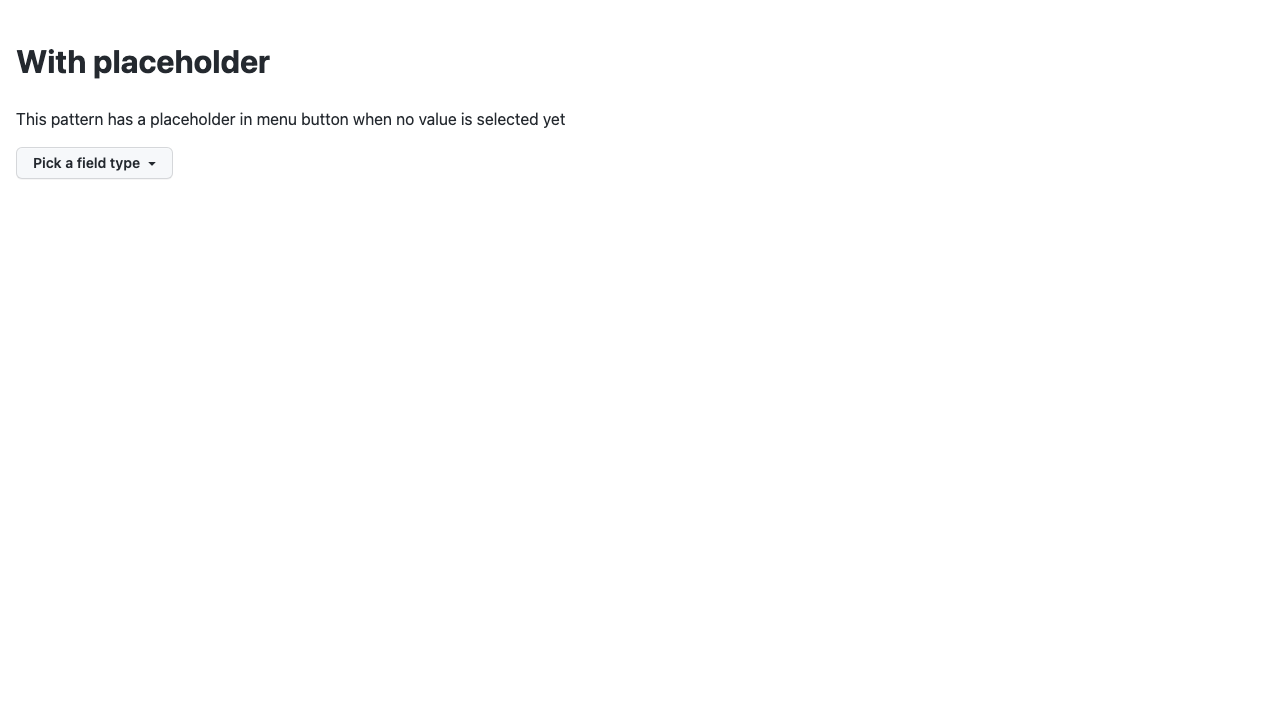 With placeholder
This pattern has a placeholder in menu button when no value is selected yet
Pick a field type